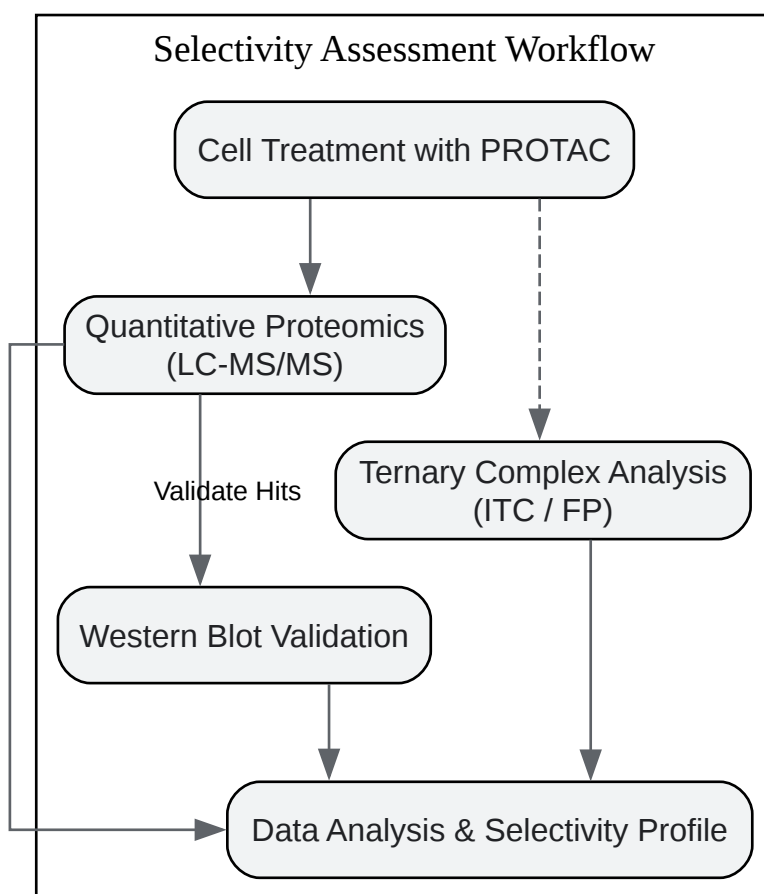 Selectivity Assessment Workflow
Cell Treatment with PROTAC
Quantitative Proteomics
(LC-MS/MS)
Ternary Complex Analysis
(ITC / FP)
Validate Hits
Western Blot Validation
Data Analysis & Selectivity Profile